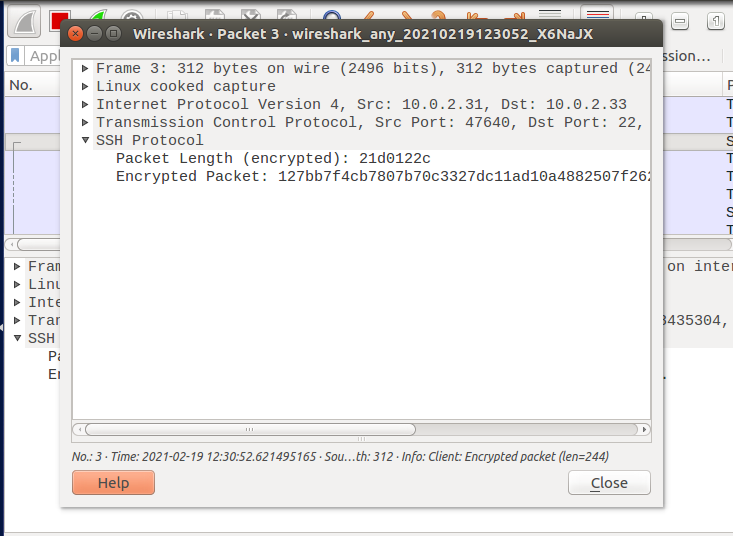 Wireshark · Packet 3 · wireshark_any_20210219123052_X6NaJX
Appl
ssion…
No.
Frame 3: 312 bytes on wire (2496 bits), 312 bytes captured (24
Linux cooked capture
Internet Protocol Version 4, Src: 10.0.2.31, Dst: 10.0.2.33
Transmission Control Protocol, Src Port: 47640, Dst Port: 22,
SSH Protocol
Packet Length (encrypted): 21d0122c
Encrypted Packet: 127bb7f4cb7807b70c3327dc11ad10a4882507f262
Fram
on inter
Linu
Inte
Tran
3435304,
SSH
Pa
En
No.: 3 · Time: 2021-02-19 12:30:52.621495165 · Sou…th: 312 · Info: Client: Encrypted packet (len=244)
Help
Close